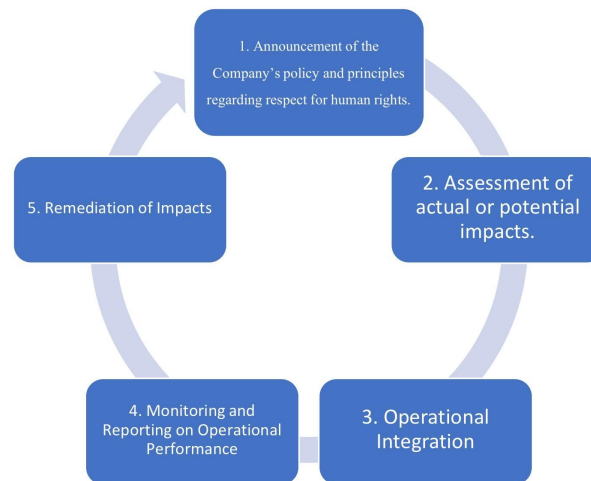 1. Announcement of the
Company’s policy and principles
regarding respect for human rights.
2. Assessment of
actual or potential
impacts.
3. Operational
Integration
4. Monitoring and
Reporting on Operational
Performance
5. Remediation of Impacts